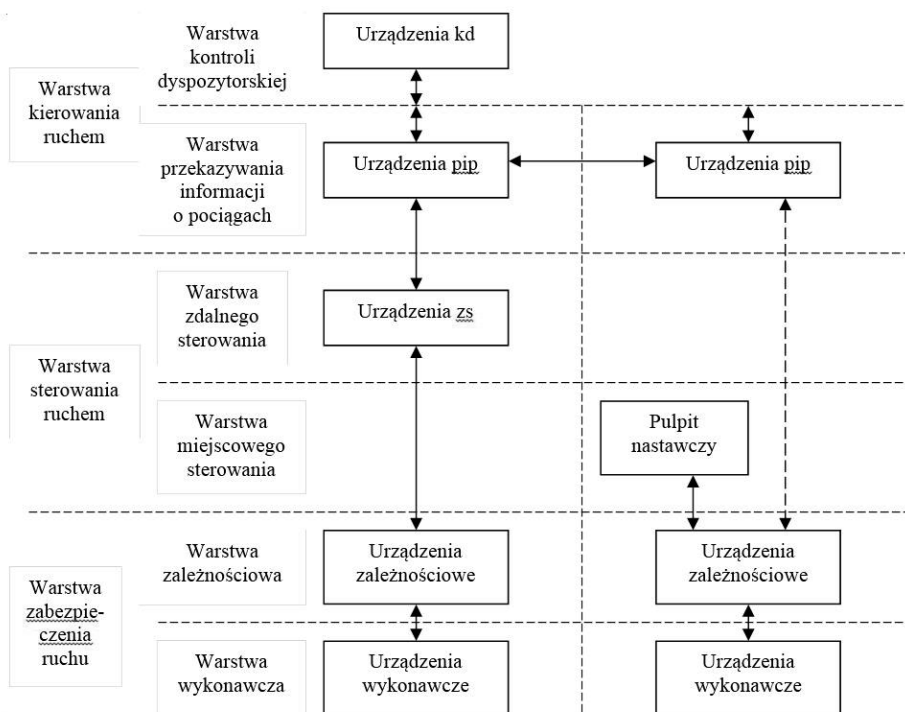 Warstwa
kontroli
dyspozytorskiej
Urządzenia kd
Warstwa
kierowania
ruchem
Warstwa
przekazywania
informacji
o pociągach
Urządzenia pip
Urządzenia pip
Warstwa
zdalnego
sterowania
Urządzenia zs
Warstwa
sterowania
ruchem
Warstwa
miejscowego
sterowania
Pulpit
nastawczy
Warstwa
zależnościowa
Urządzenia
zależnościowe
Urządzenia
zależnościowe
Warstwa
zabezpie-
czenia
ruchu
Warstwa
wykonawcza
Urządzenia
wykonawcze
Urządzenia
wykonawcze